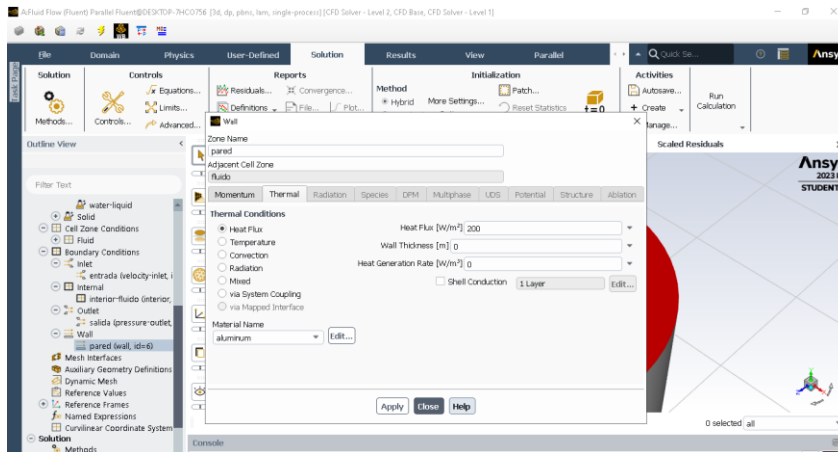 A:Fluid Flow (Fluent) Parallel Fluent@DESKTOP-7HCO756 [3d, dp, pbns, lam, single-process] [CFD Solver - Level 2, CFD Base, CFD Solver - Level 1]
File Domain Physics User-Defined Solution Results View Parallel Quick Se... Ansy
Task Page
Solution Controls Reports Initialization Activities
Methods... Controls... Equations... Limits... Advanced...
Residuals... Convergence... Definitions File... Plot...
Method Hybrid More Settings... Patch... Reset Statistics t=0
Autosave... Create Manage... Run Calculation
Outline View
Filter Text
water-liquid
Solid
Cell Zone Conditions
Fluid
Boundary Conditions
Inlet
entrada (velocity-inlet, i
Internal
interior-fluido (interior,
Outlet
salida (pressure-outlet,
Wall
pared (wall, id=6)
Mesh Interfaces
Auxiliary Geometry Definitions
Dynamic Mesh
Reference Values
Reference Frames
Named Expressions
Curvilinear Coordinate System
Solution
Methods
Wall
Zone Name
pared
Adjacent Cell Zone
fluido
Momentum Thermal Radiation Species DPM Multiphase UDS Potential Structure Ablation
Thermal Conditions
Heat Flux
Temperature
Convection
Radiation
Mixed
via System Coupling
via Mapped Interface
Heat Flux [W/m²] 200
Wall Thickness [m] 0
Heat Generation Rate [W/m³] 0
Shell Conduction 1 Layer Edit...
Material Name
aluminum Edit...
Apply Close Help
Scaled Residuals
Ansy
2023
STUDENT
0 selected all
Console